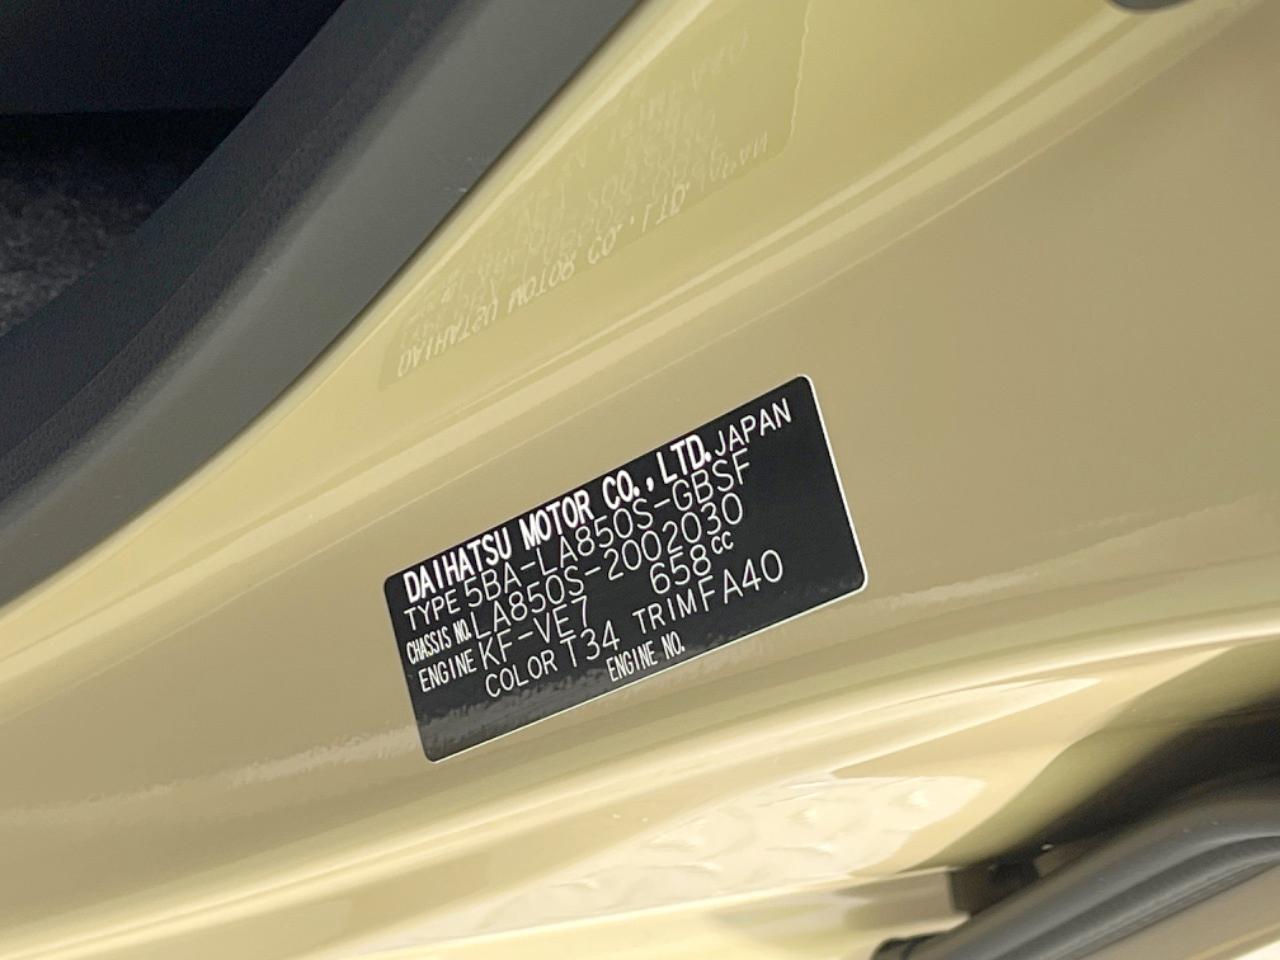 DAIHATSU MOTOR CO., LTD. JAPAN
TYPE 5BA-LA850S-GBSF
CHASSIS NO. LA850S-2002030
ENGINE KF-VE7 658cc
COLOR T34 TRIM FA40
ENGINE NO.